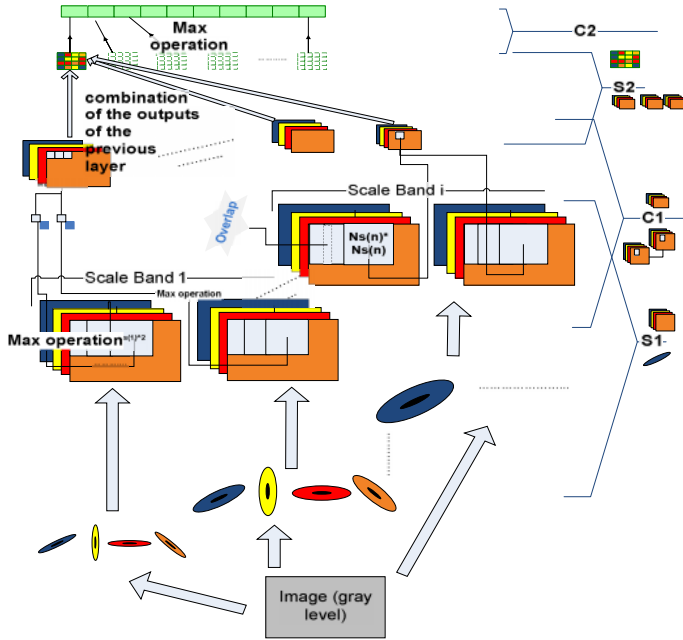 Max
operation
C2
S2
combination
of the outputs
of the
previous
layer
Scale Band i
Overlap
Ns(n)*
Ns(n)
C1
Scale Band 1
Max operation
Max operation
S1
Image (gray
level)